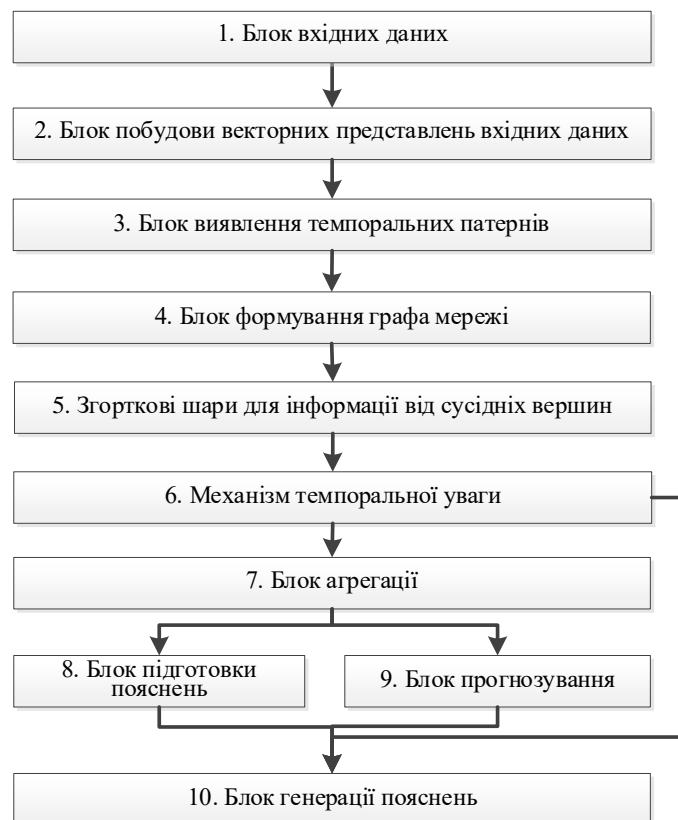 1. Блок вхідних даних
2. Блок побудови векторних представлень вхідних даних
3. Блок виявлення темпоральних патернів
4. Блок формування графа мережі
5. Згорткові шари для інформації від сусідніх вершин
6. Механізм темпоральної уваги
7. Блок агрегації
8. Блок підготовки
пояснень
9. Блок прогнозування
10. Блок генерації пояснень